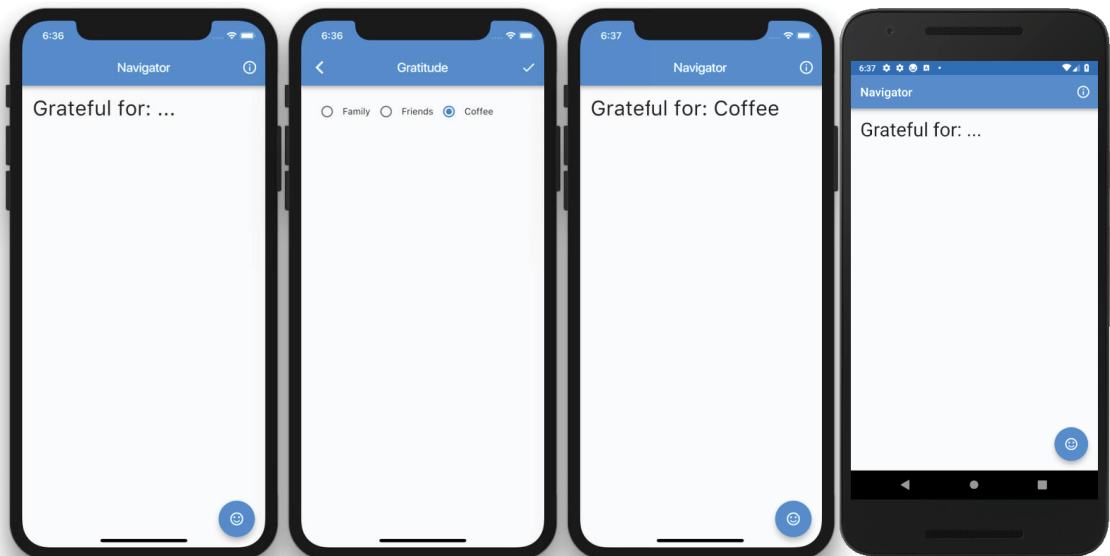 6:36
Navigator
Grateful for: ...
6:36
Gratitude
Family Friends Coffee
6:37
Navigator
Grateful for: Coffee
6:37
Navigator
Grateful for: ...